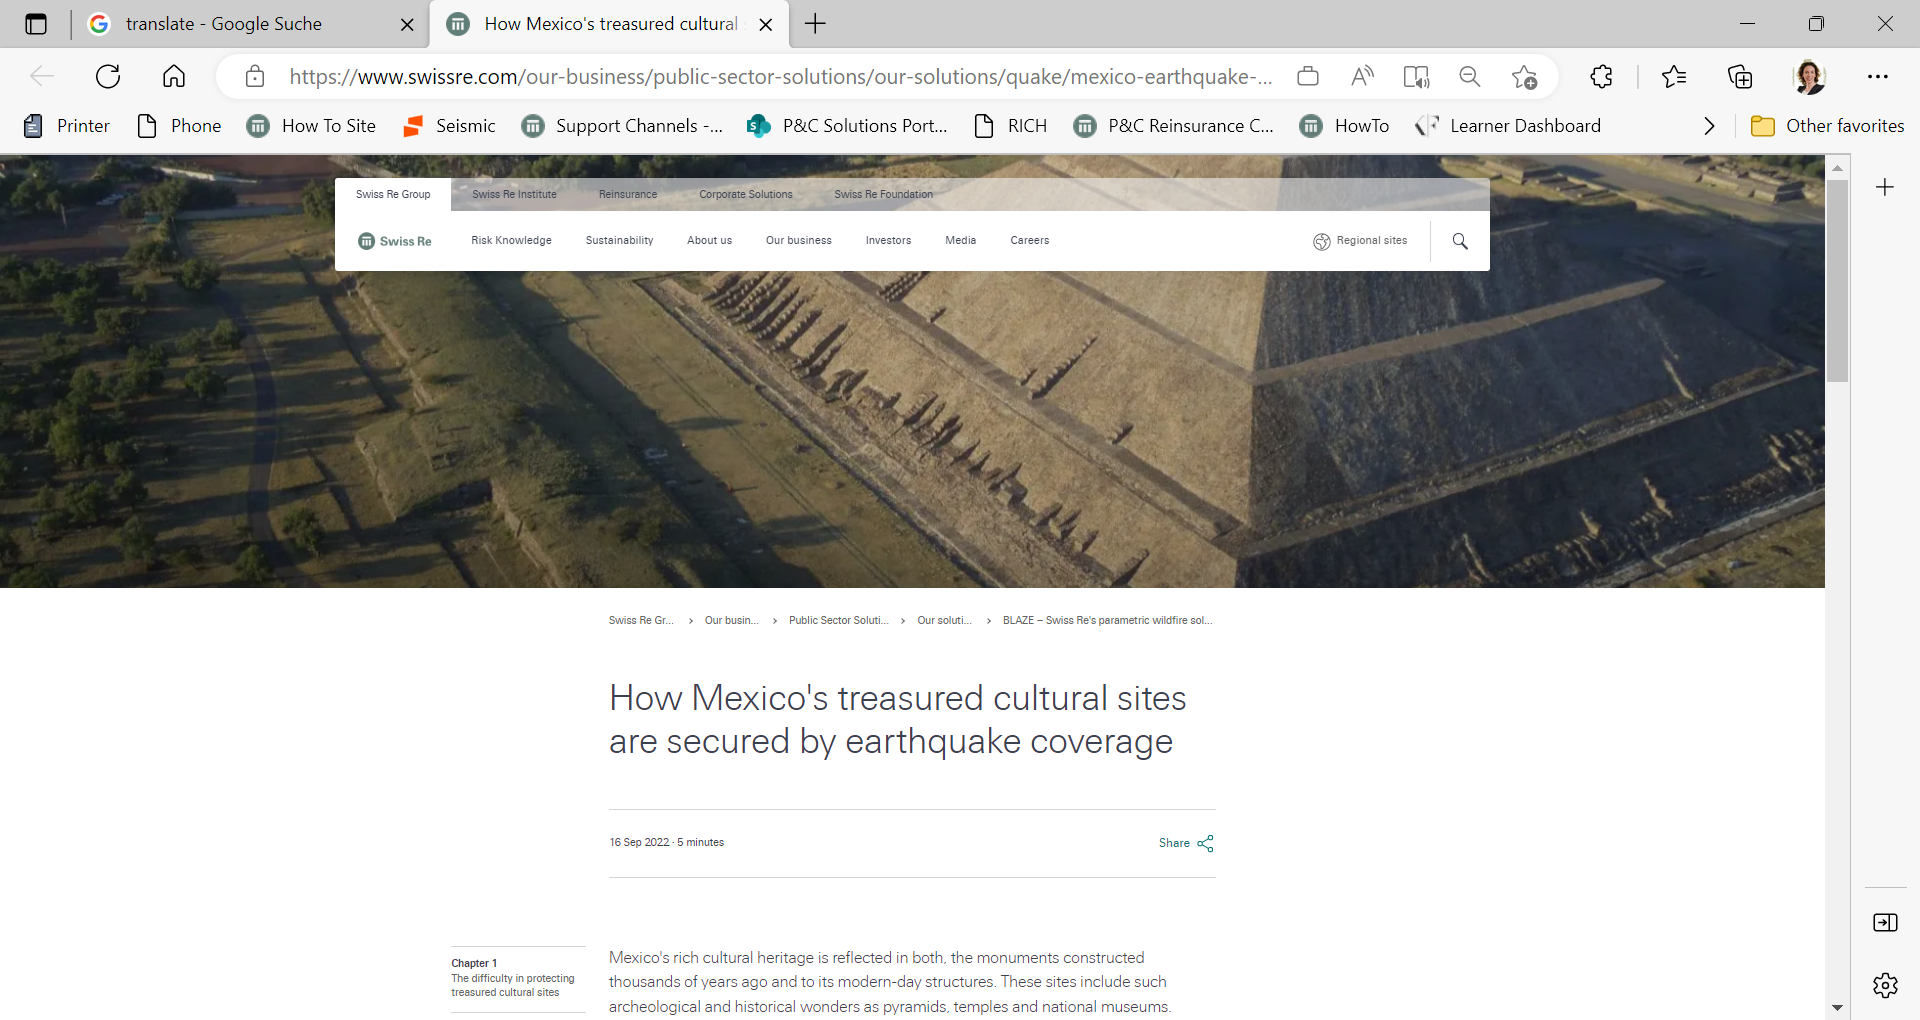 translate - Google Suche
How Mexico's treasured cultural
https://www.swissre.com/our-business/public-sector-solutions/our-solutions/quake/mexico-earthquake-...
Printer
Phone
How To Site
Seismic
Support Channels -...
P&C Solutions Port...
RICH
P&C Reinsurance C...
HowTo
Learner Dashboard
Other favorites
Swiss Re Group
Swiss Re Institute
Reinsurance
Corporate Solutions
Swiss Re Foundation
Swiss Re
Risk Knowledge
Sustainability
About us
Our business
Investors
Media
Careers
Regional sites
Swiss Re Gr... › Our busin... › Public Sector Soluti... › Our soluti... › BLAZE – Swiss Re's parametric wildfire sol...
How Mexico's treasured cultural sites
are secured by earthquake coverage
16 Sep 2022 · 5 minutes
Share
Chapter 1
The difficulty in protecting
treasured cultural sites
Mexico's rich cultural heritage is reflected in both, the monuments constructed
thousands of years ago and to its modern-day structures. These sites include such
archeological and historical wonders as pyramids, temples and national museums.